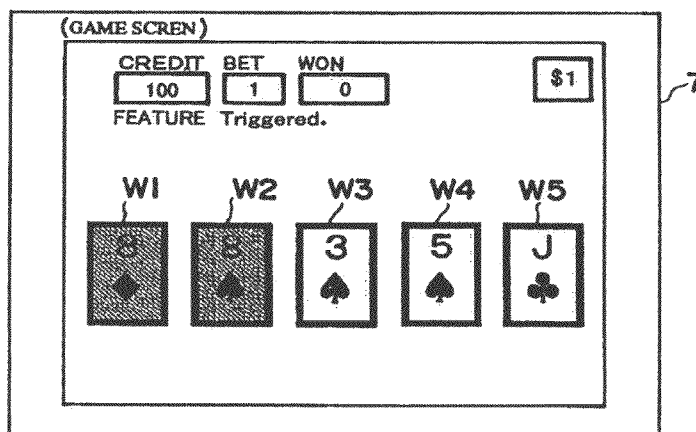 (GAME SCREN)
CREDIT BET WON
100 1 0
$1
FEATURE Triggered.
7
W1 W2 W3 W4 W5
8 8 3 5 J